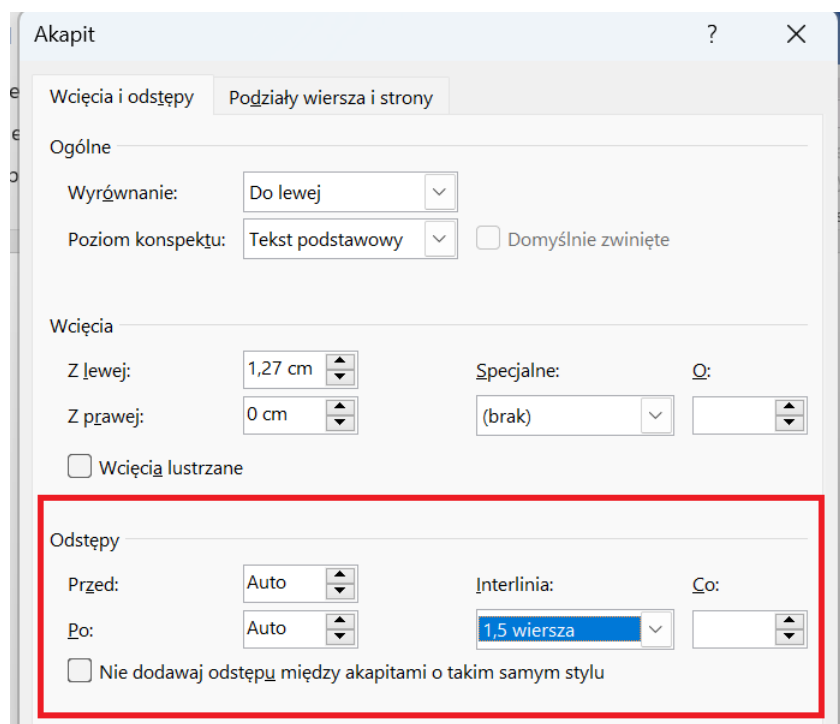 Akapit ? X
Wcięcia i odstępy Podziały wiersza i strony
Ogólne
Wyrównanie: Do lewej
Poziom konspektu: Tekst podstawowy Domyślnie zwinięte
Wcięcia
Z lewej: 1,27 cm Specjalne: O:
Z prawej: 0 cm (brak)
Wcięcia lustrzane
Odstępy
Przed: Auto Interlinia: Co:
Po: Auto 1,5 wiersza
Nie dodawaj odstępu między akapitami o takim samym stylu